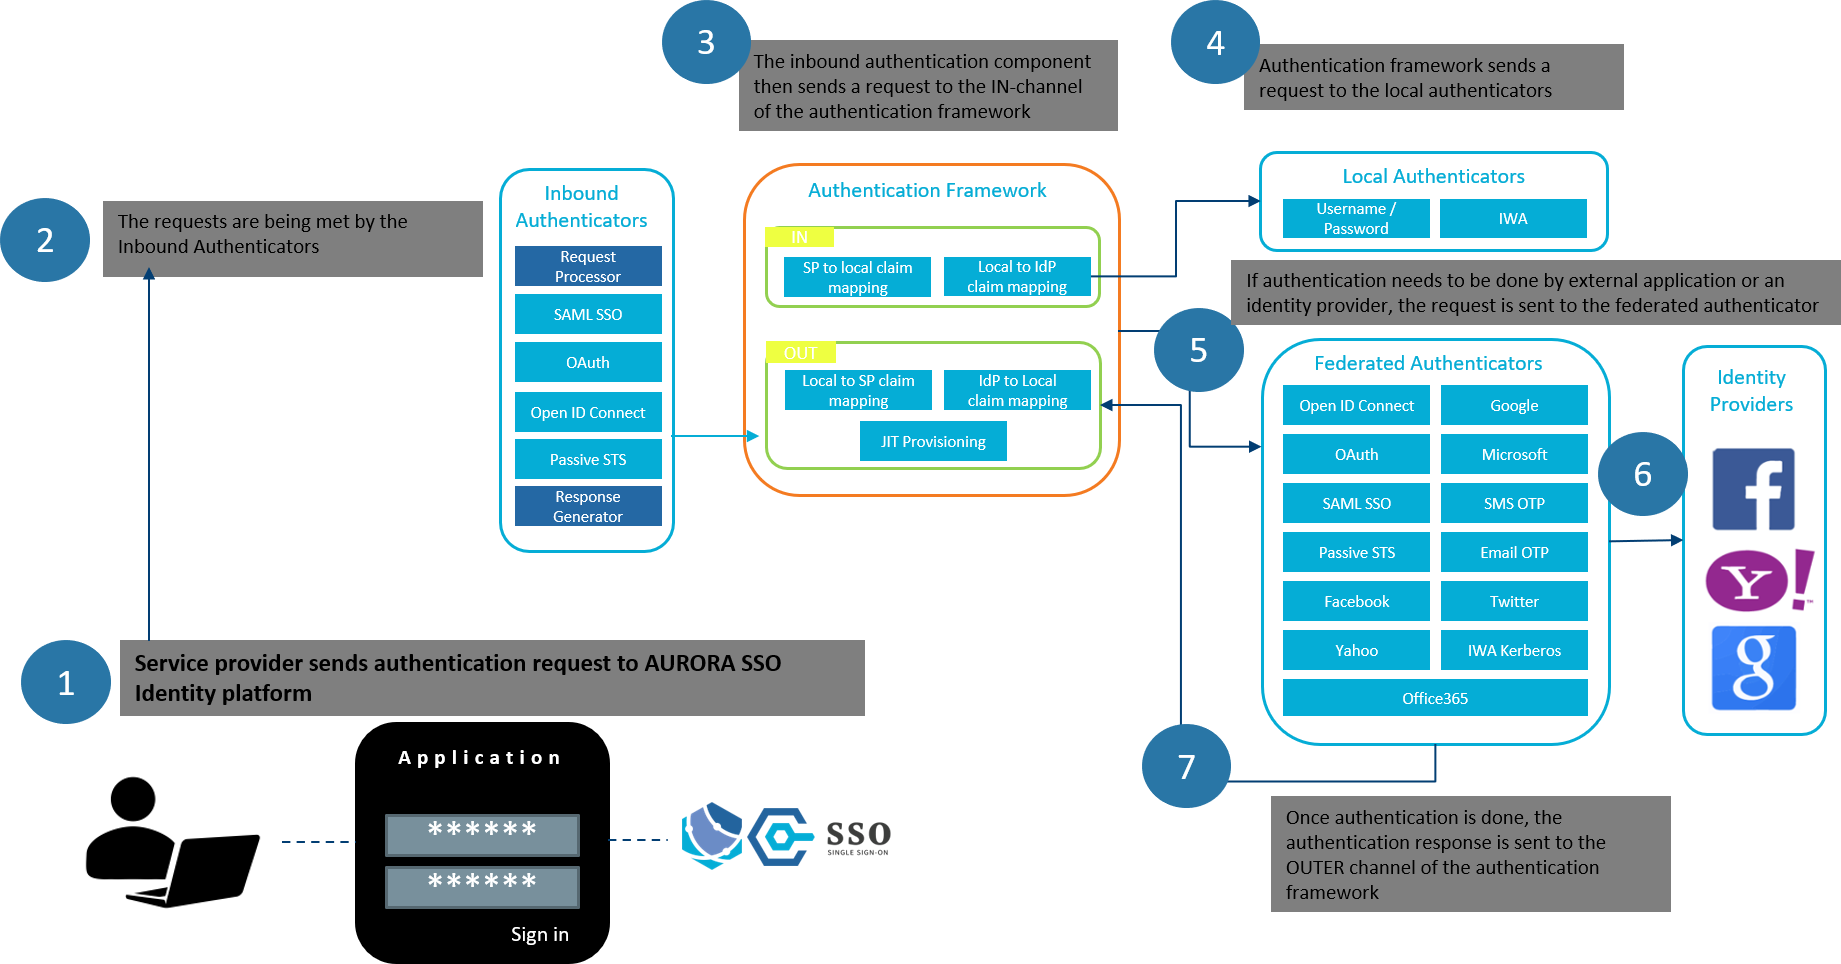 3
The inbound authentication component
then sends a request to the IN-channel
of the authentication framework
4
Authentication framework sends a
request to the local authenticators
2
The requests are being met by the
Inbound Authenticators
Inbound
Authenticators
Request
Processor
SAML SSO
OAuth
Open ID Connect
Passive STS
Response
Generator
Authentication Framework
IN
SP to local claim
mapping
Local to IdP
claim mapping
OUT
Local to SP claim
mapping
IdP to Local
claim mapping
JIT Provisioning
Local Authenticators
Username /
Password
IWA
If authentication needs to be done by external application or an
identity provider, the request is sent to the federated authenticator
5
Federated Authenticators
Open ID Connect
Google
OAuth
Microsoft
SAML SSO
SMS OTP
Passive STS
Email OTP
Facebook
Twitter
Yahoo
IWA Kerberos
Office365
6
Identity
Providers
f
Y!
™
g
1
Service provider sends authentication request to AURORA SSO
Identity platform
Application
******
******
Sign in
SSO
SINGLE SIGN-ON
7
Once authentication is done, the
authentication response is sent to the
OUTER channel of the authentication
framework